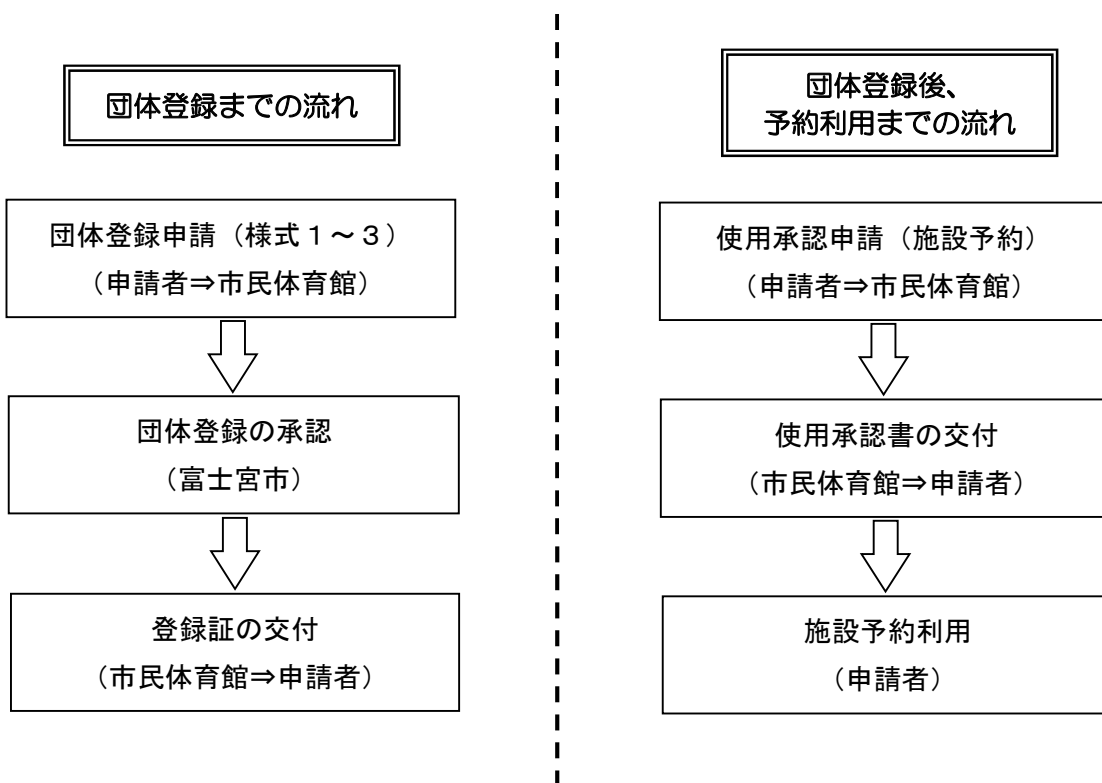 団体登録までの流れ
団体登録申請（様式１～３）
（申請者⇒市民体育館）
団体登録の承認
（富士宮市）
登録証の交付
（市民体育館⇒申請者）
団体登録後、
予約利用までの流れ
使用承認申請（施設予約）
（申請者⇒市民体育館）
使用承認書の交付
（市民体育館⇒申請者）
施設予約利用
（申請者）